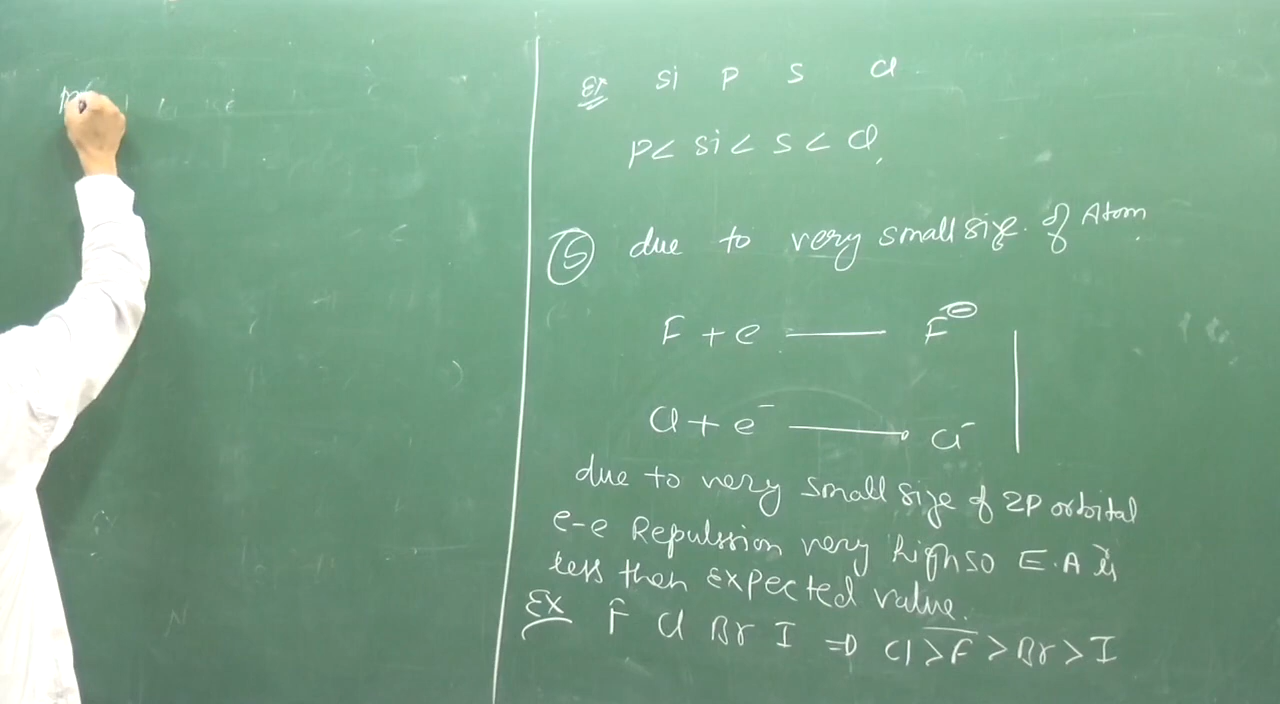 Ex Si P S Cl
P< Si< S < Cl,
5 due to very small size. of Atom
F + e —— F⊖
Cl + e⁻ ——→ Cl⁻
due to very small size of 2P orbital
e-e Repulssion very high so E.A is
less then expected value.
Ex F Cl Br I ⇒ Cl > F > Br > I